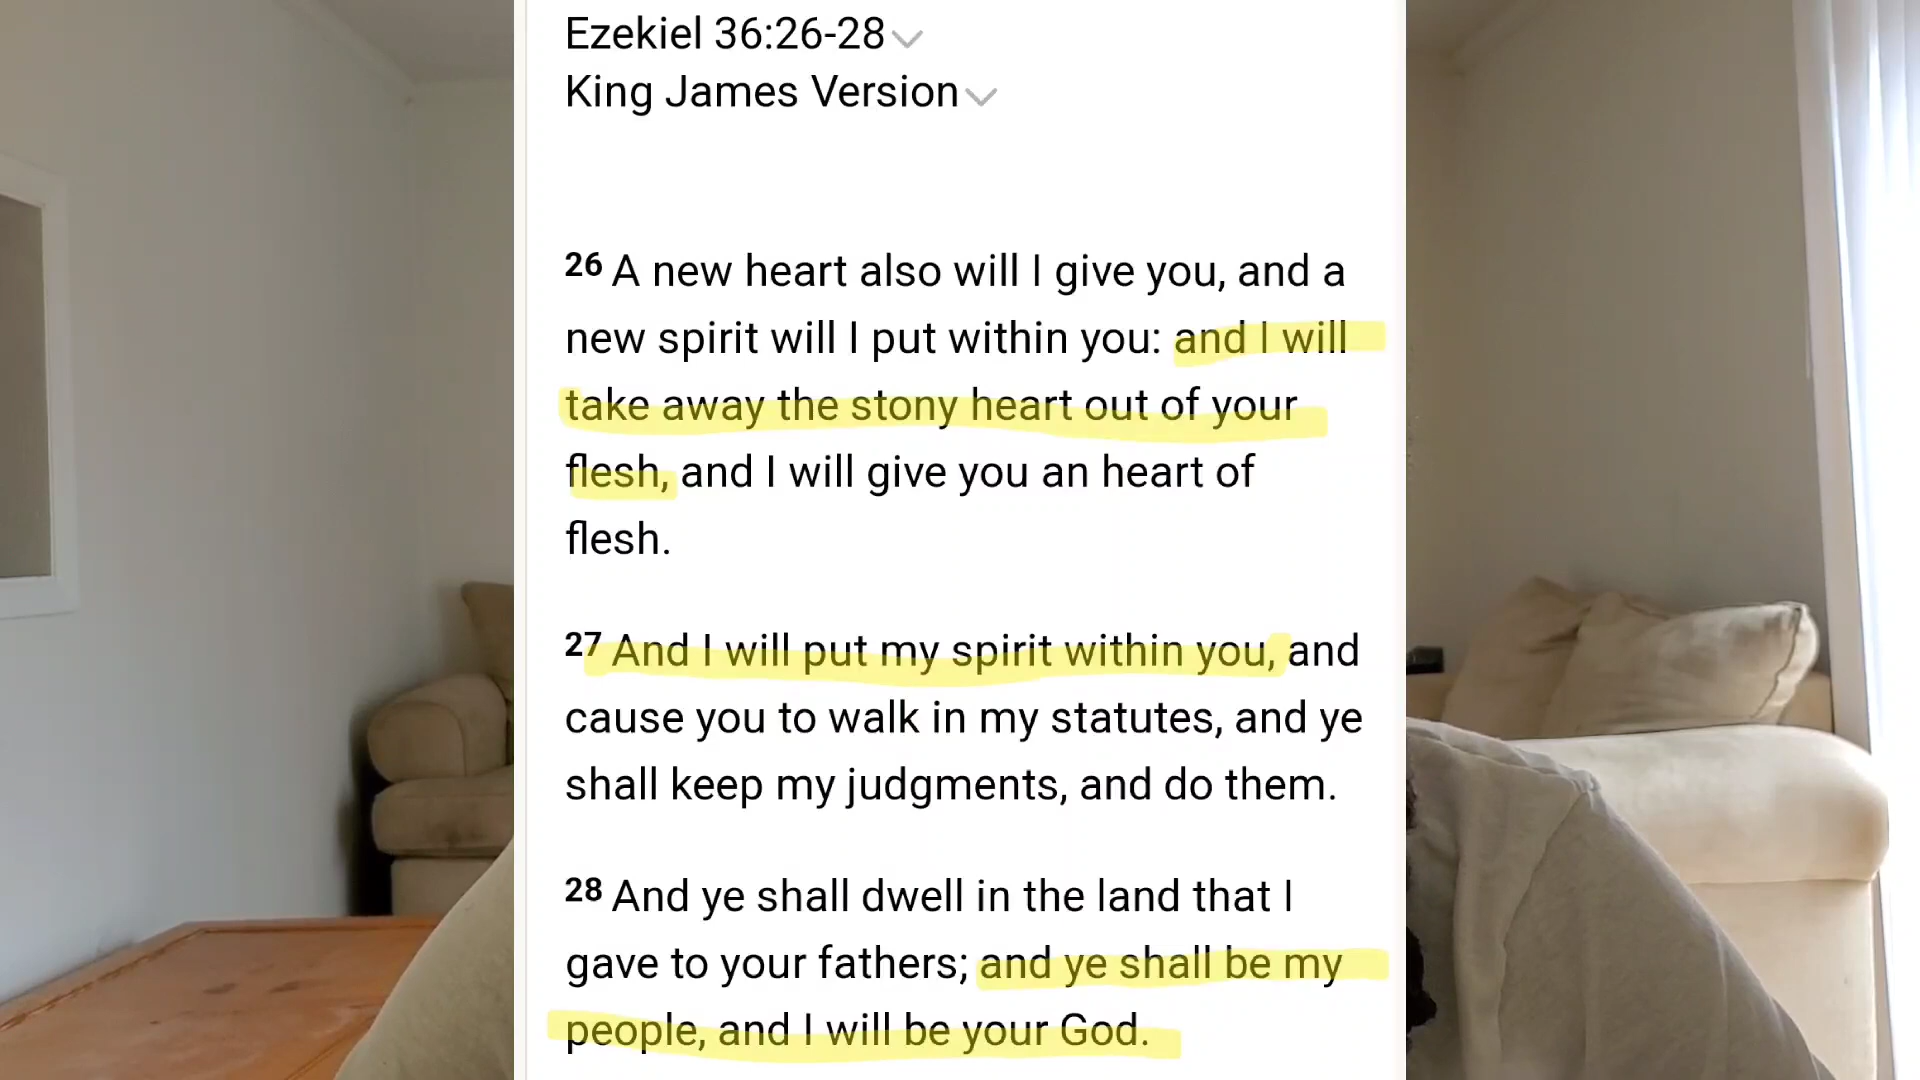 Ezekiel 36:26-28
King James Version
26 A new heart also will I give you, and a
new spirit will I put within you: and I will
take away the stony heart out of your
flesh, and I will give you an heart of
flesh.
27 And I will put my spirit within you, and
cause you to walk in my statutes, and ye
shall keep my judgments, and do them.
28 And ye shall dwell in the land that I
gave to your fathers; and ye shall be my
people, and I will be your God.